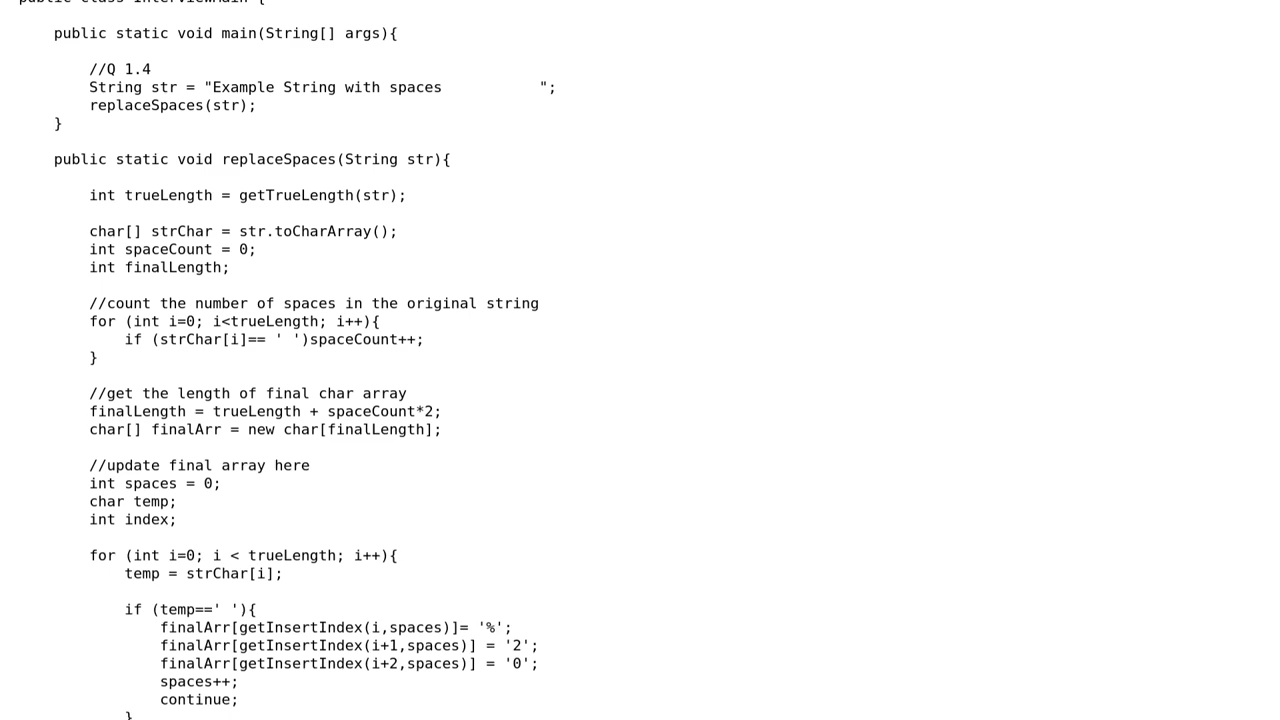 public class InterviewMain {
public static void main(String[] args){
//Q 1.4
String str = "Example String with spaces           ";
replaceSpaces(str);
}
public static void replaceSpaces(String str){
int trueLength = getTrueLength(str);
char[] strChar = str.toCharArray();
int spaceCount = 0;
int finalLength;
//count the number of spaces in the original string
for (int i=0; i<trueLength; i++){
if (strChar[i]== ' ')spaceCount++;
}
//get the length of final char array
finalLength = trueLength + spaceCount*2;
char[] finalArr = new char[finalLength];
//update final array here
int spaces = 0;
char temp;
int index;
for (int i=0; i < trueLength; i++){
temp = strChar[i];
if (temp==' '){
finalArr[getInsertIndex(i,spaces)]= '%';
finalArr[getInsertIndex(i+1,spaces)] = '2';
finalArr[getInsertIndex(i+2,spaces)] = '0';
spaces++;
continue;
}